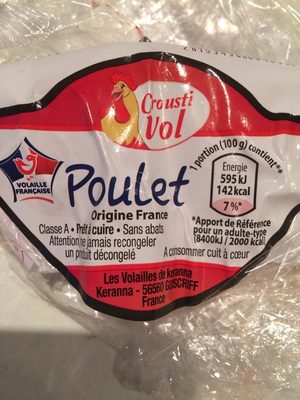 Crousti
Vol
VOLAILLE
FRANÇAISE
Poulet
Origine France
Classe A • Prêt à cuire • Sans abats
Attention ne jamais recongeler
un produit décongelé
A consommer cuit à cœur
1 portion (100 g) contient**
Energie
595 kJ
142 kcal
7 %*
*Apport de Référence
pour un adulte-type
(8400kJ / 2000 kcal)
Les Volailles de keranna
Keranna - 56560 GUISCRIFF
France